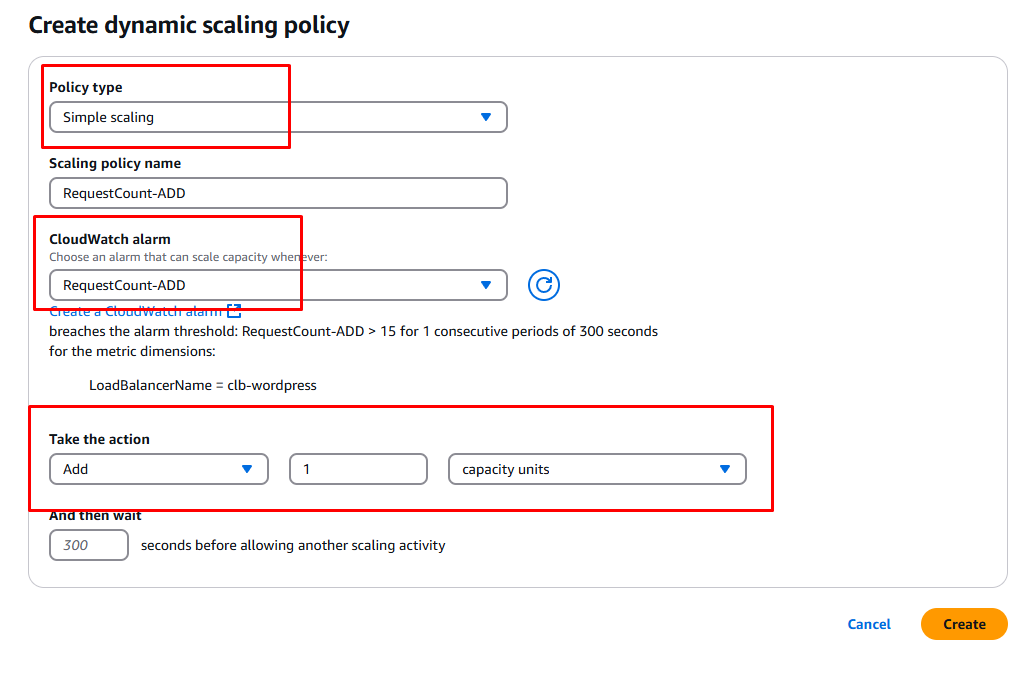 Create dynamic scaling policy
Policy type
Simple scaling
Scaling policy name
RequestCount-ADD
CloudWatch alarm
Choose an alarm that can scale capacity whenever:
RequestCount-ADD
Create a CloudWatch alarm
breaches the alarm threshold: RequestCount-ADD > 15 for 1 consecutive periods of 300 seconds
for the metric dimensions:
LoadBalancerName = clb-wordpress
Take the action
Add 1 capacity units
And then wait
300 seconds before allowing another scaling activity
Cancel Create